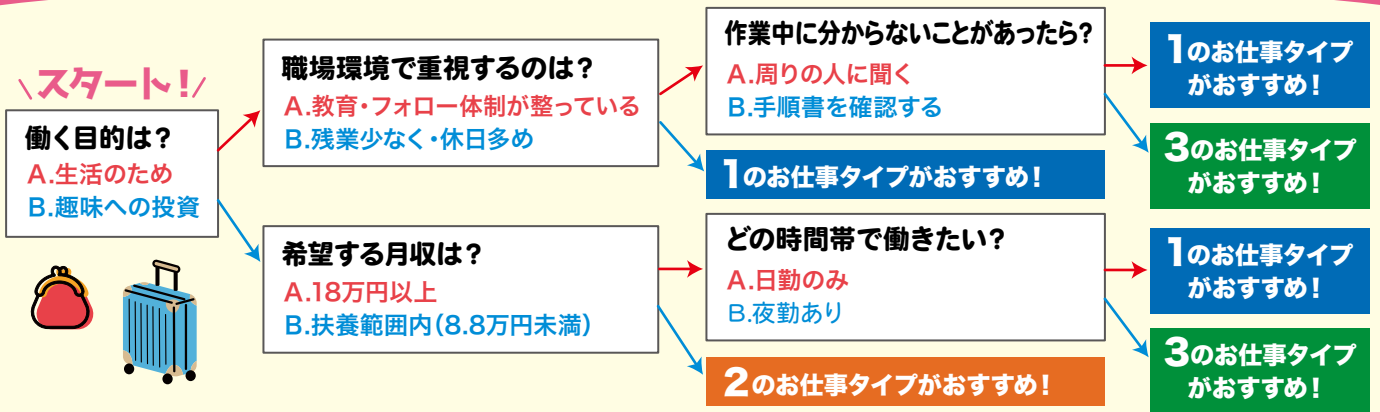 スタート！
働く目的は？
A.生活のため
B.趣味への投資
職場環境で重視するのは？
A.教育・フォロー体制が整っている
B.残業少なく・休日多め
作業中に分からないことがあったら？
A.周りの人に聞く
B.手順書を確認する
1のお仕事タイプ
がおすすめ！
3のお仕事タイプ
がおすすめ！
1のお仕事タイプがおすすめ！
希望する月収は？
A.18万円以上
B.扶養範囲内（8.8万円未満）
どの時間帯で働きたい？
A.日勤のみ
B.夜勤あり
1のお仕事タイプ
がおすすめ！
3のお仕事タイプ
がおすすめ！
2のお仕事タイプがおすすめ！